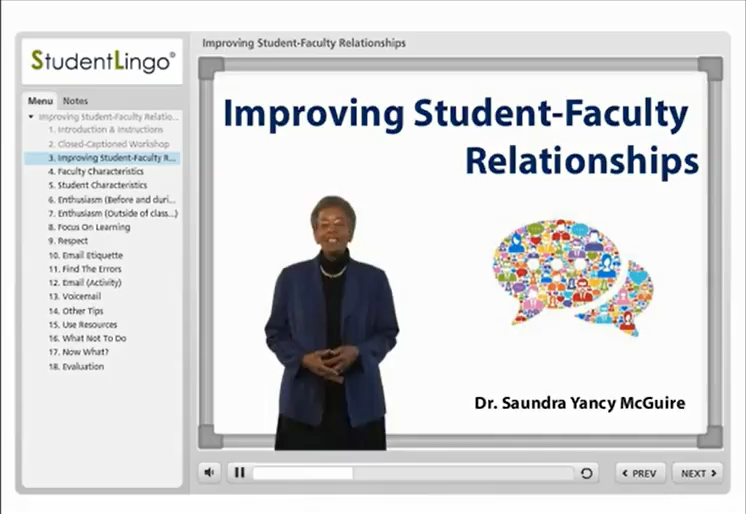 Improving Student-Faculty Relationships
StudentLingo®
Menu Notes
Improving Student-Faculty Relatio...
1. Introduction & Instructions
2. Closed-Captioned Workshop
3. Improving Student-Faculty R...
4. Faculty Characteristics
5. Student Characteristics
6. Enthusiasm (Before and duri...
7. Enthusiasm (Outside of class...)
8. Focus On Learning
9. Respect
10. Email Etiquette
11. Find The Errors
12. Email (Activity)
13. Voicemail
14. Other Tips
15. Use Resources
16. What Not To Do
17. Now What?
18. Evaluation
Improving Student-Faculty
Relationships
Dr. Saundra Yancy McGuire
PREV
NEXT